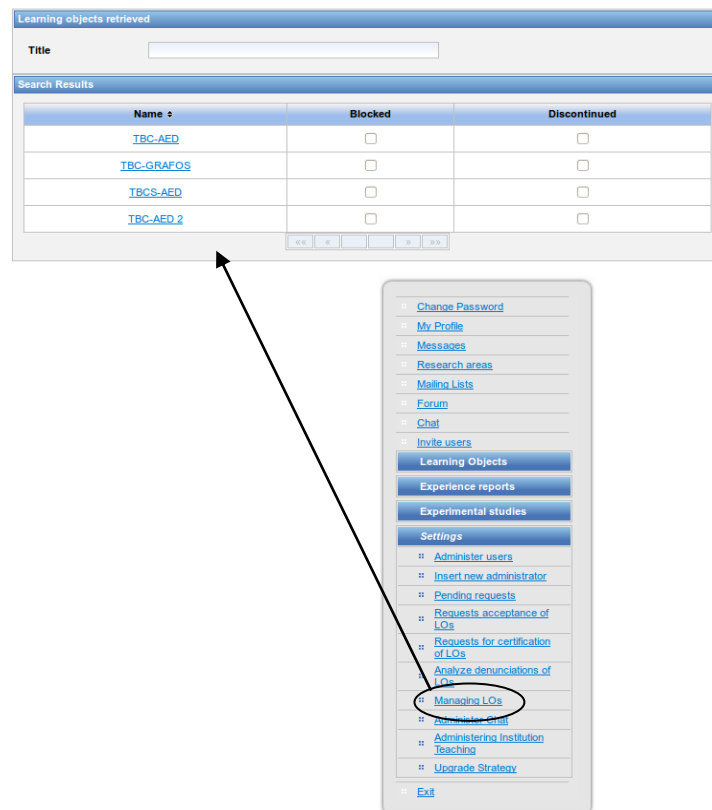 Learning objects retrieved
Title
Search Results
Name Blocked Discontinued
TBC-AED
TBC-GRAFOS
TBCS-AED
TBC-AED 2
«« « » »»
Change Password
My Profile
Messages
Research areas
Mailing Lists
Forum
Chat
Invite users
Learning Objects
Experience reports
Experimental studies
Settings
Administer users
Insert new administrator
Pending requests
Requests acceptance of
LOs
Requests for certification
of LOs
Analyze denunciations of
LOs
Managing LOs
Administer Chat
Administering Institution
Teaching
Upgrade Strategy
Exit